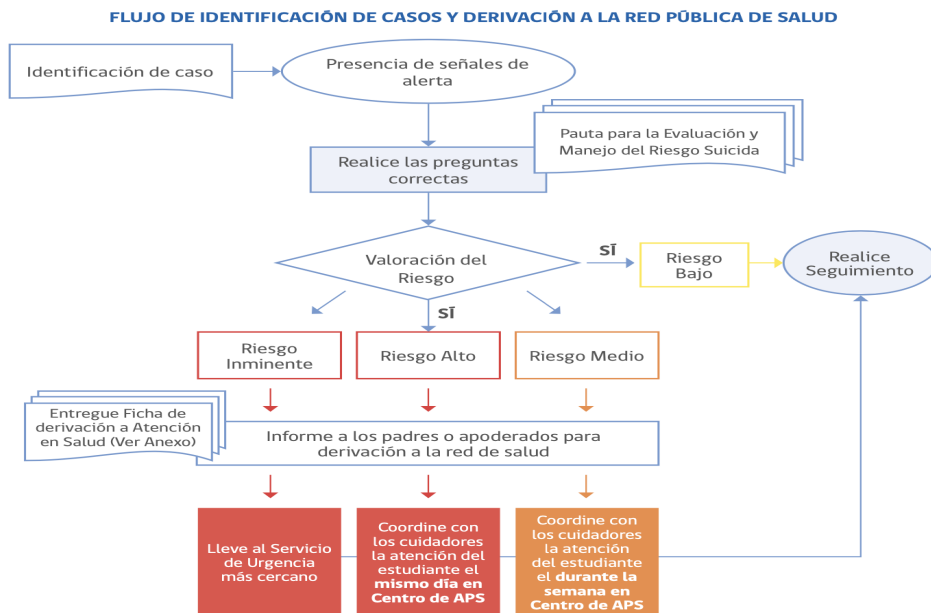 FLUJO DE IDENTIFICACIÓN DE CASOS Y DERIVACIÓN A LA RED PÚBLICA DE SALUD
Identificación de caso
Presencia de señales de
alerta
Pauta para la Evaluación y
Manejo del Riesgo Suicida
Realice las preguntas
correctas
Valoración del
Riesgo
SÍ
Riesgo
Bajo
Realice
Seguimiento
SÍ
Riesgo
Inminente
Riesgo Alto
Riesgo Medio
Entregue Ficha de
derivación a Atención
en Salud (Ver Anexo)
Informe a los padres o apoderados para
derivación a la red de salud
Lleve al Servicio
de Urgencia
más cercano
Coordine con
los cuidadores
la atención del
estudiante el
mismo día en
Centro de APS
Coordine con
los cuidadores
la atención
del estudiante
el durante la
semana en
Centro de APS